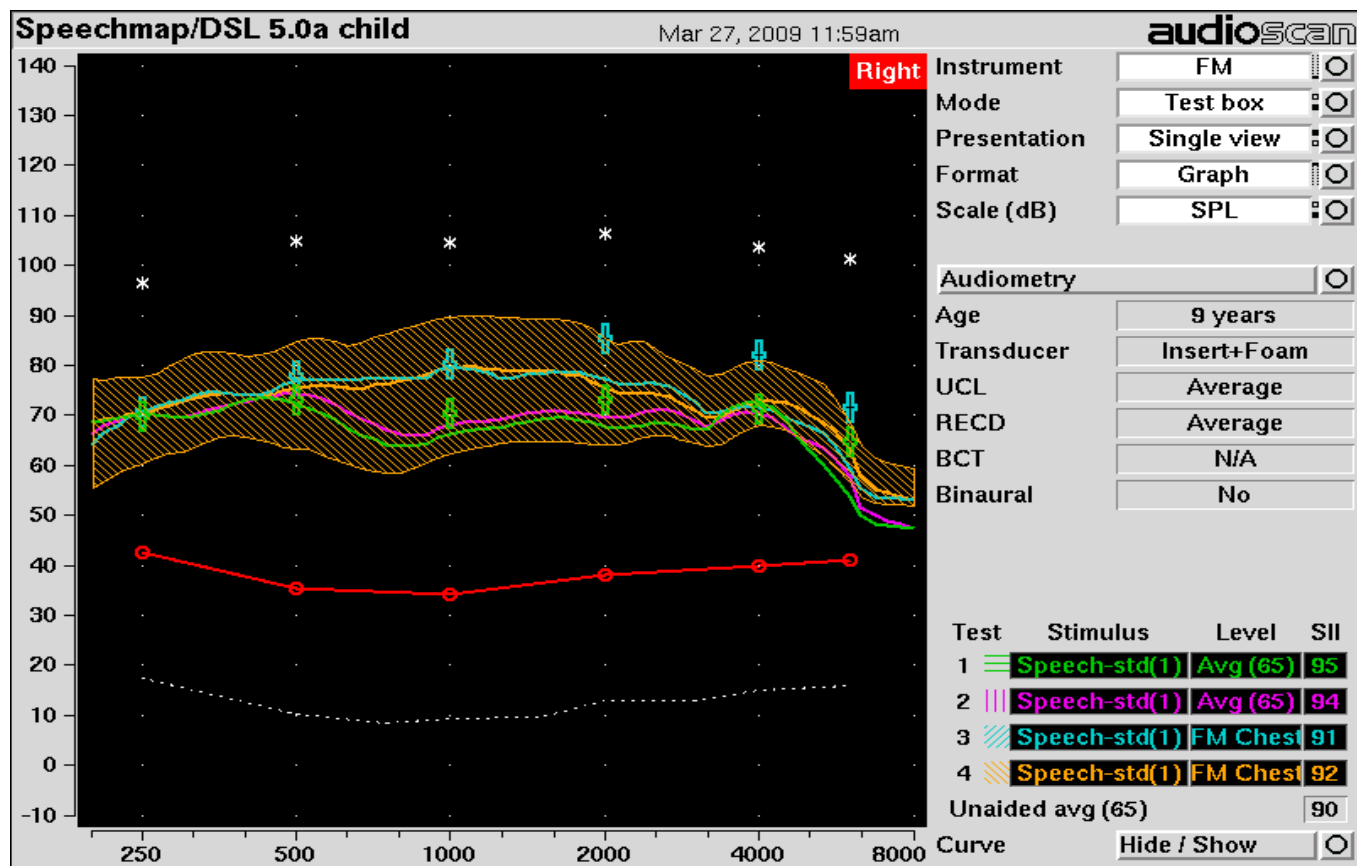 Speechmap/DSL 5.0a child
Mar 27, 2009 11:59am
audioscan
140
130
120
110
100
90
80
70
60
50
40
30
20
10
0
-10
Right
250
500
1000
2000
4000
8000
Instrument FM
Mode Test box
Presentation Single view
Format Graph
Scale (dB) SPL
Audiometry
Age 9 years
Transducer Insert+Foam
UCL Average
RECD Average
BCT N/A
Binaural No
Test Stimulus Level SII
1 Speech-std(1) Avg (65) 95
2 Speech-std(1) Avg (65) 94
3 Speech-std(1) FM Chest 91
4 Speech-std(1) FM Chest 92
Unaided avg (65) 90
Curve Hide / Show